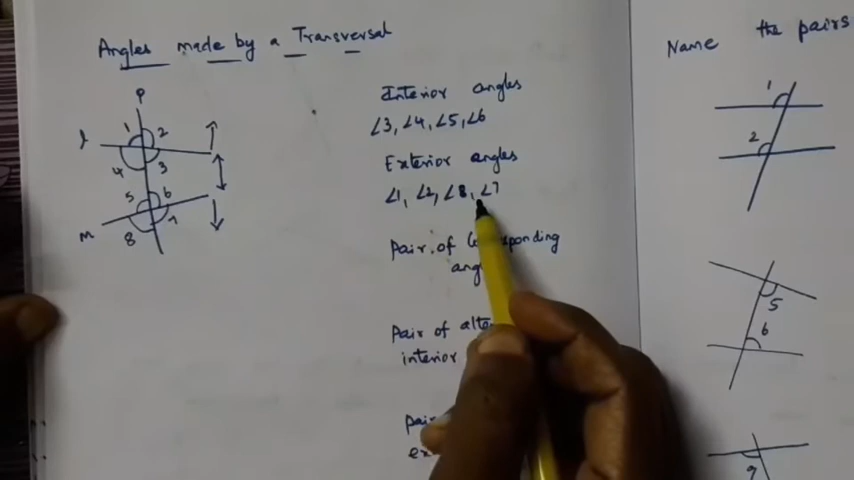 Angles made by a Transversal
P
l
1 2
4 3
5 6
8 7
m
Interior angles
∠3, ∠4, ∠5, ∠6
Exterior angles
∠1, ∠2, ∠8, ∠7
Pair of
Pair of
interior
Name the pairs
1
2
5
6
9